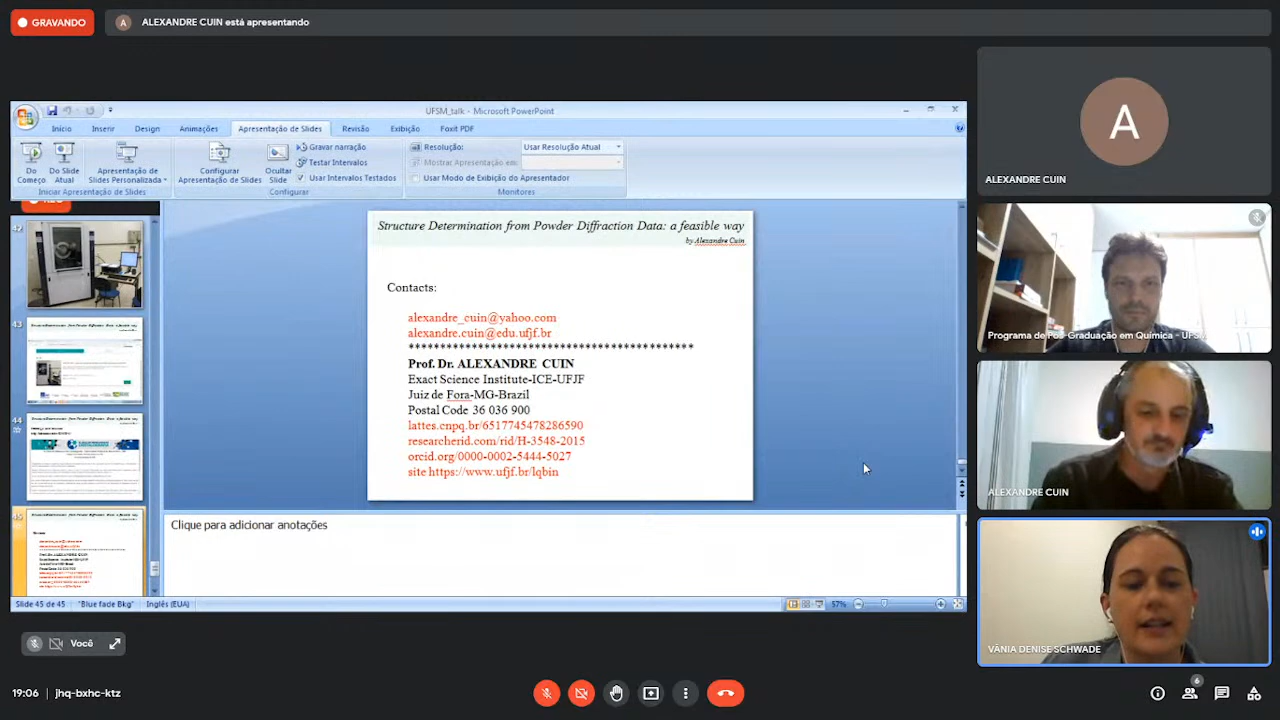 GRAVANDO
A
ALEXANDRE CUIN está apresentando
UFSM_talk - Microsoft PowerPoint
Início
Inserir
Design
Animações
Apresentação de Slides
Revisão
Exibição
Foxit PDF
Do Começo
Do Slide Atual
Apresentação de Slides Personalizada
Iniciar Apresentação de Slides
Configurar Apresentação de Slides
Ocultar Slide
Gravar narração
Testar Intervalos
Usar Intervalos Testados
Configurar
Resolução:
Usar Resolução Atual
Mostrar Apresentação em:
Usar Modo de Exibição do Apresentador
Monitores
42
43
44
45
Structure Determination from Powder Diffraction Data: a feasible way
by Alexandre Cuin
Contacts:
alexandre_cuin@yahoo.com
alexandre.cuin@edu.ufjf.br
*********************************************
Prof. Dr. ALEXANDRE CUIN
Exact Science Institute-ICE-UFJF
Juiz de Fora-MG-Brazil
Postal Code 36 036 900
lattes.cnpq.br/6517745478286590
researcherid.com/rid/H-3548-2015
orcid.org/0000-0002-5444-5027
site https://www.ufjf.br/lqbin
Clique para adicionar anotações
Slide 45 de 45
"Blue fade Bkg"
Inglês (EUA)
57%
A
ALEXANDRE CUIN
Programa de Pós-Graduação em Química - UFSM
ALEXANDRE CUIN
VÂNIA DENISE SCHWADE
Você
19:06 | jhq-bxhc-ktz
6